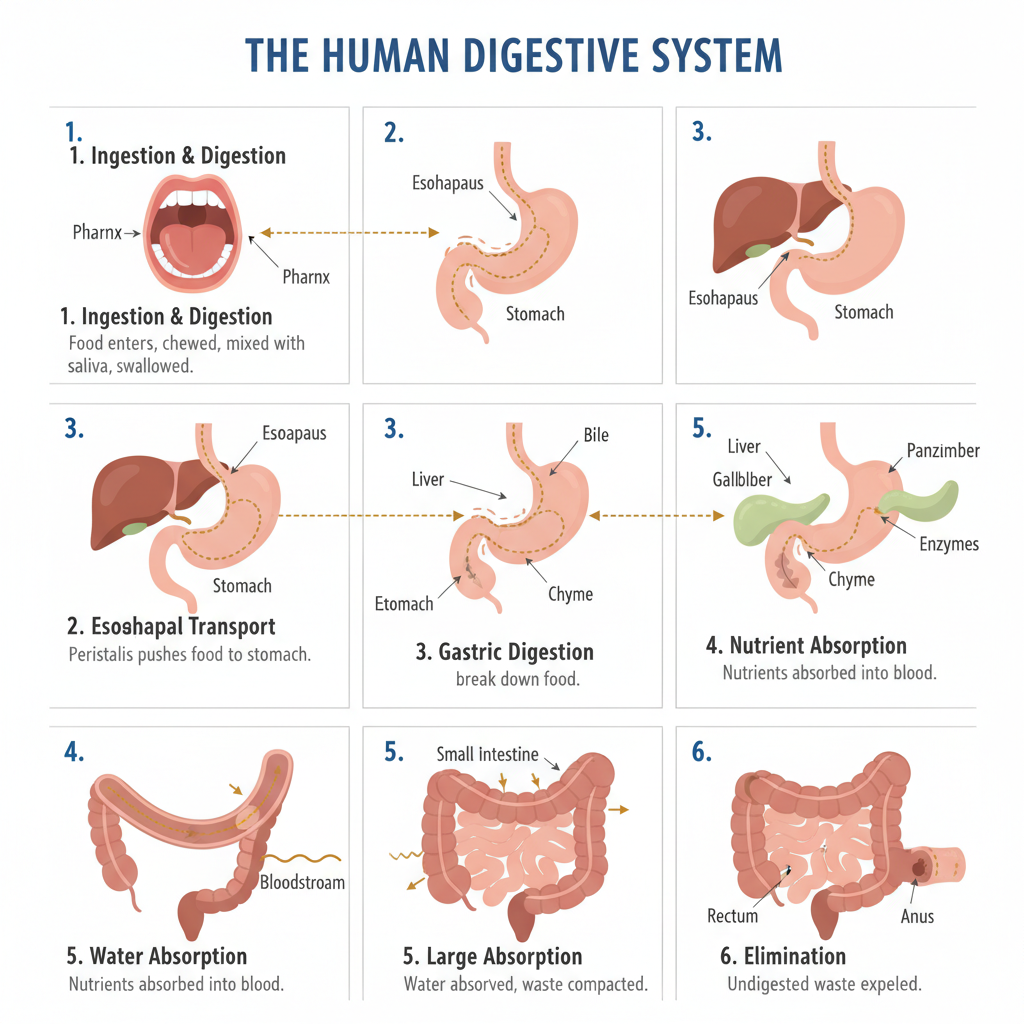 THE HUMAN DIGESTIVE SYSTEM
1.
1. Ingestion & Digestion
Pharnx
Pharnx
1. Ingestion & Digestion
Food enters, chewed, mixed with
saliva, swallowed.
2.
Esohapaus
Stomach
3.
Esohapaus
Stomach
3.
Esoapaus
Stomach
2. Esoshapal Transport
Peristalis pushes food to stomach.
3.
Bile
Liver
Etomach
Chyme
3. Gastric Digestion
break down food.
5.
Liver
Gallblber
Panzimber
Enzymes
Chyme
4. Nutrient Absorption
Nutrients absorbed into blood.
4.
Bloodstroam
5. Water Absorption
Nutrients absorbed into blood.
5.
Small intestine
5. Large Absorption
Water absorved, waste compacted.
6.
Rectum
Anus
6. Elimination
Undigested waste expeled.